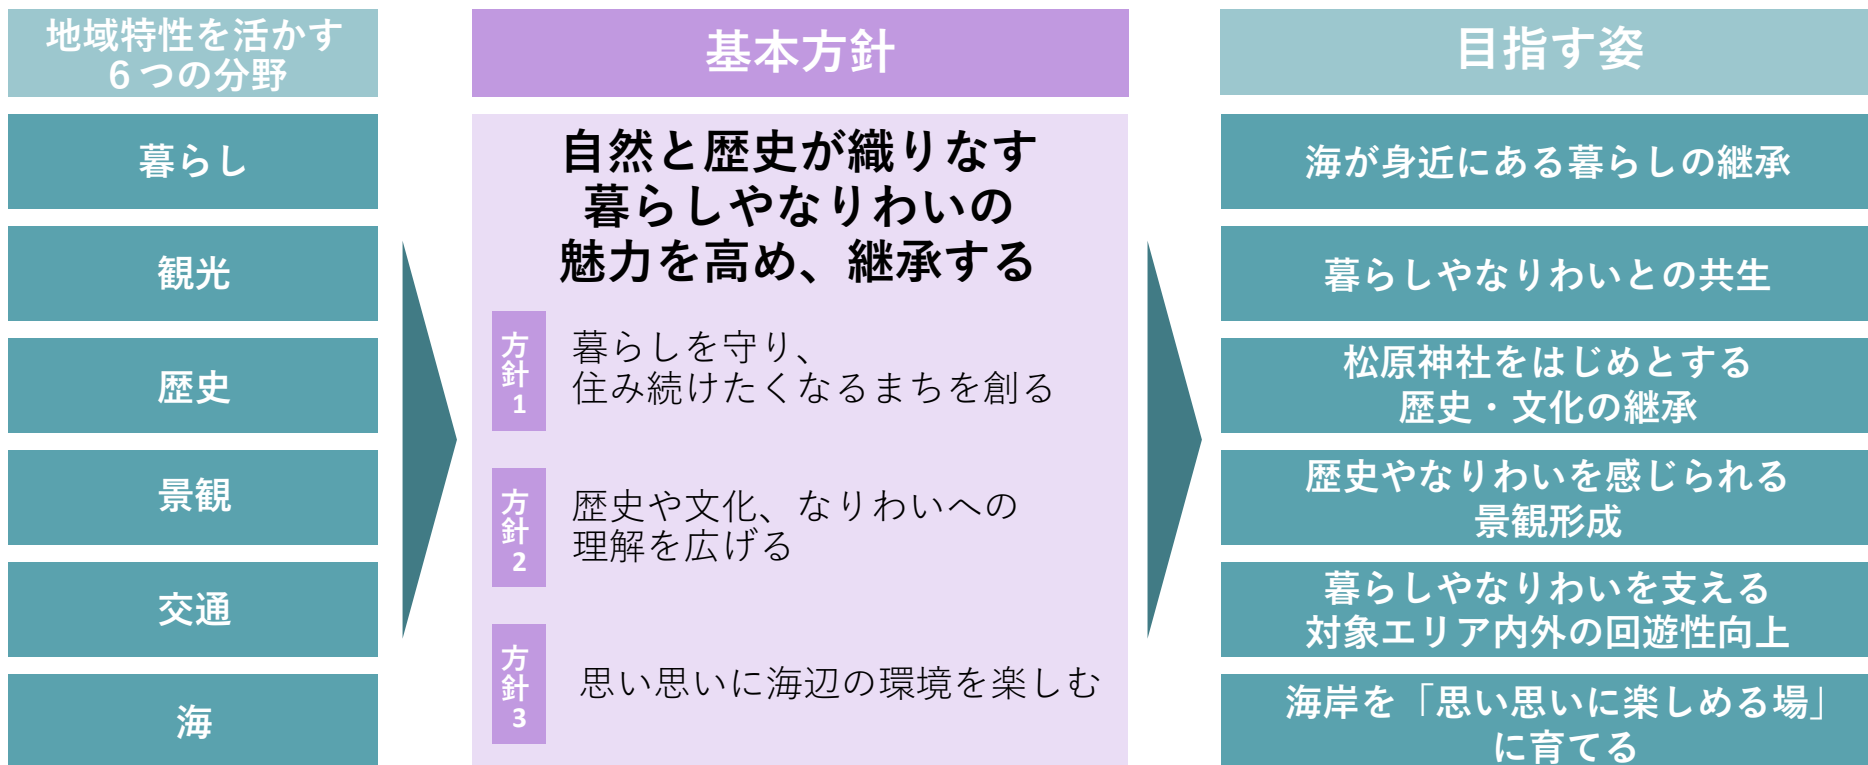 地域特性を活かす
６つの分野
暮らし
観光
歴史
景観
交通
海
基本方針
自然と歴史が織りなす
暮らしやなりわいの
魅力を高め、継承する
方針1
暮らしを守り、
住み続けたくなるまちを創る
方針2
歴史や文化、なりわいへの
理解を広げる
方針3
思い思いに海辺の環境を楽しむ
目指す姿
海が身近にある暮らしの継承
暮らしやなりわいとの共生
松原神社をはじめとする
歴史・文化の継承
歴史やなりわいを感じられる
景観形成
暮らしやなりわいを支える
対象エリア内外の回遊性向上
海岸を「思い思いに楽しめる場」
に育てる